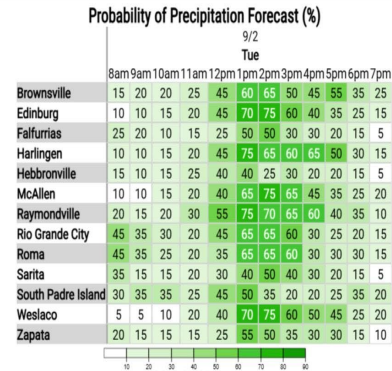 Probability of Precipitation Forecast (%)
9/2
Tue
8am 9am 10am 11am 12pm 1pm 2pm 3pm 4pm 5pm 6pm 7pm
Brownsville 15 20 20 25 45 60 65 50 45 55 35 25
Edinburg 10 10 15 20 45 70 75 60 40 35 25 15
Falfurrias 25 20 10 15 25 50 50 30 30 20 15 5
Harlingen 10 10 15 20 45 75 65 60 65 50 30 15
Hebbronville 15 10 15 25 40 40 25 30 20 20 15 5
McAllen 10 10 15 20 40 65 75 65 45 35 25 20
Raymondville 20 15 20 30 55 75 70 65 60 40 35 10
Rio Grande City 45 35 30 20 45 65 65 60 30 25 20 15
Roma 45 35 25 20 35 65 65 60 30 30 30 15
Sarita 35 15 15 20 30 40 50 40 30 20 15 5
South Padre Island 30 35 35 25 45 50 35 20 20 25 35 20
Weslaco 5 5 10 20 40 70 75 60 50 45 25 20
Zapata 20 15 15 15 25 55 50 35 30 30 15 10
10 20 30 40 50 60 70 80 90